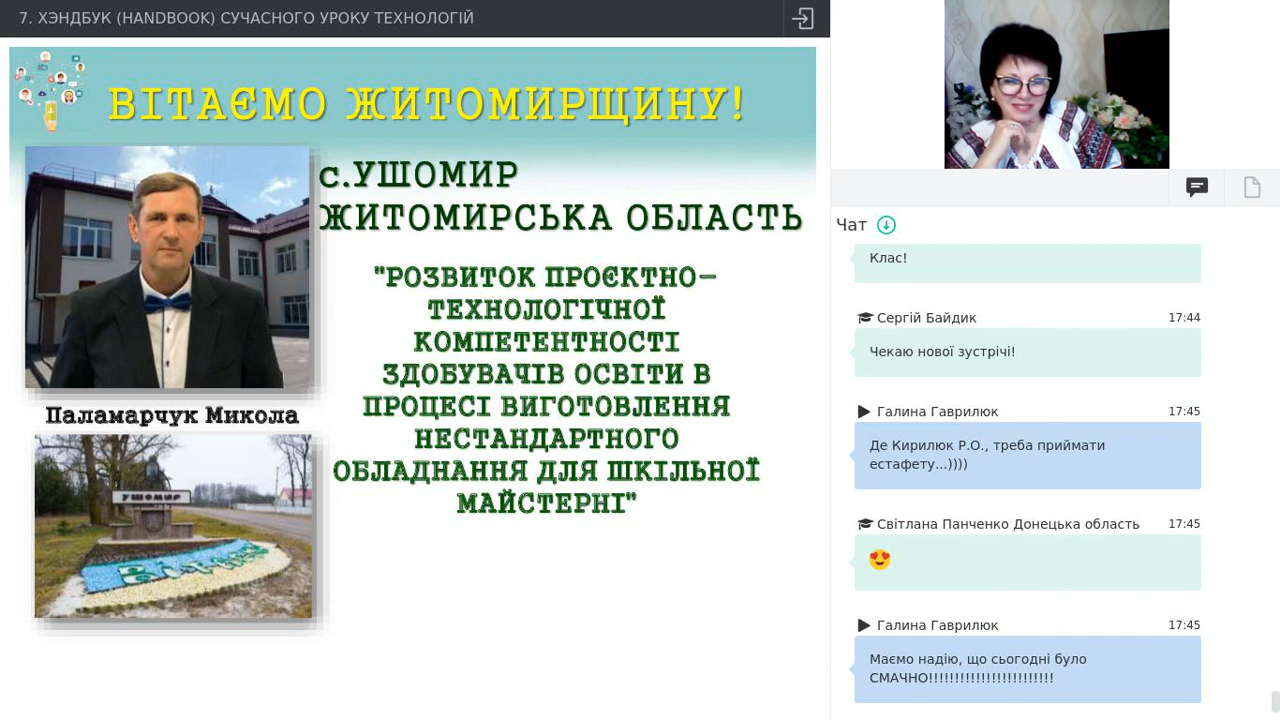 7. ХЭНДБУК (HANDBOOK) СУЧАСНОГО УРОКУ ТЕХНОЛОГІЙ
ВІТАЄМО ЖИТОМИРЩИНУ!
с.УШОМИР
ЖИТОМИРСЬКА ОБЛАСТЬ
"РОЗВИТОК ПРОЄКТНО-
ТЕХНОЛОГІЧНОЇ
КОМПЕТЕНТНОСТІ
ЗДОБУВАЧІВ ОСВІТИ В
ПРОЦЕСІ ВИГОТОВЛЕННЯ
НЕСТАНДАРТНОГО
ОБЛАДНАННЯ ДЛЯ ШКІЛЬНОЇ
МАЙСТЕРНІ"
Паламарчук Микола
УШОМИР
Чат
Клас!
Сергій Байдик 17:44
Чекаю нової зустрічі!
Галина Гаврилюк 17:45
Де Кирилюк Р.О., треба приймати
естафету...))))
Світлана Панченко Донецька область 17:45
Галина Гаврилюк 17:45
Маємо надію, що сьогодні було
СМАЧНО!!!!!!!!!!!!!!!!!!!!!!!!